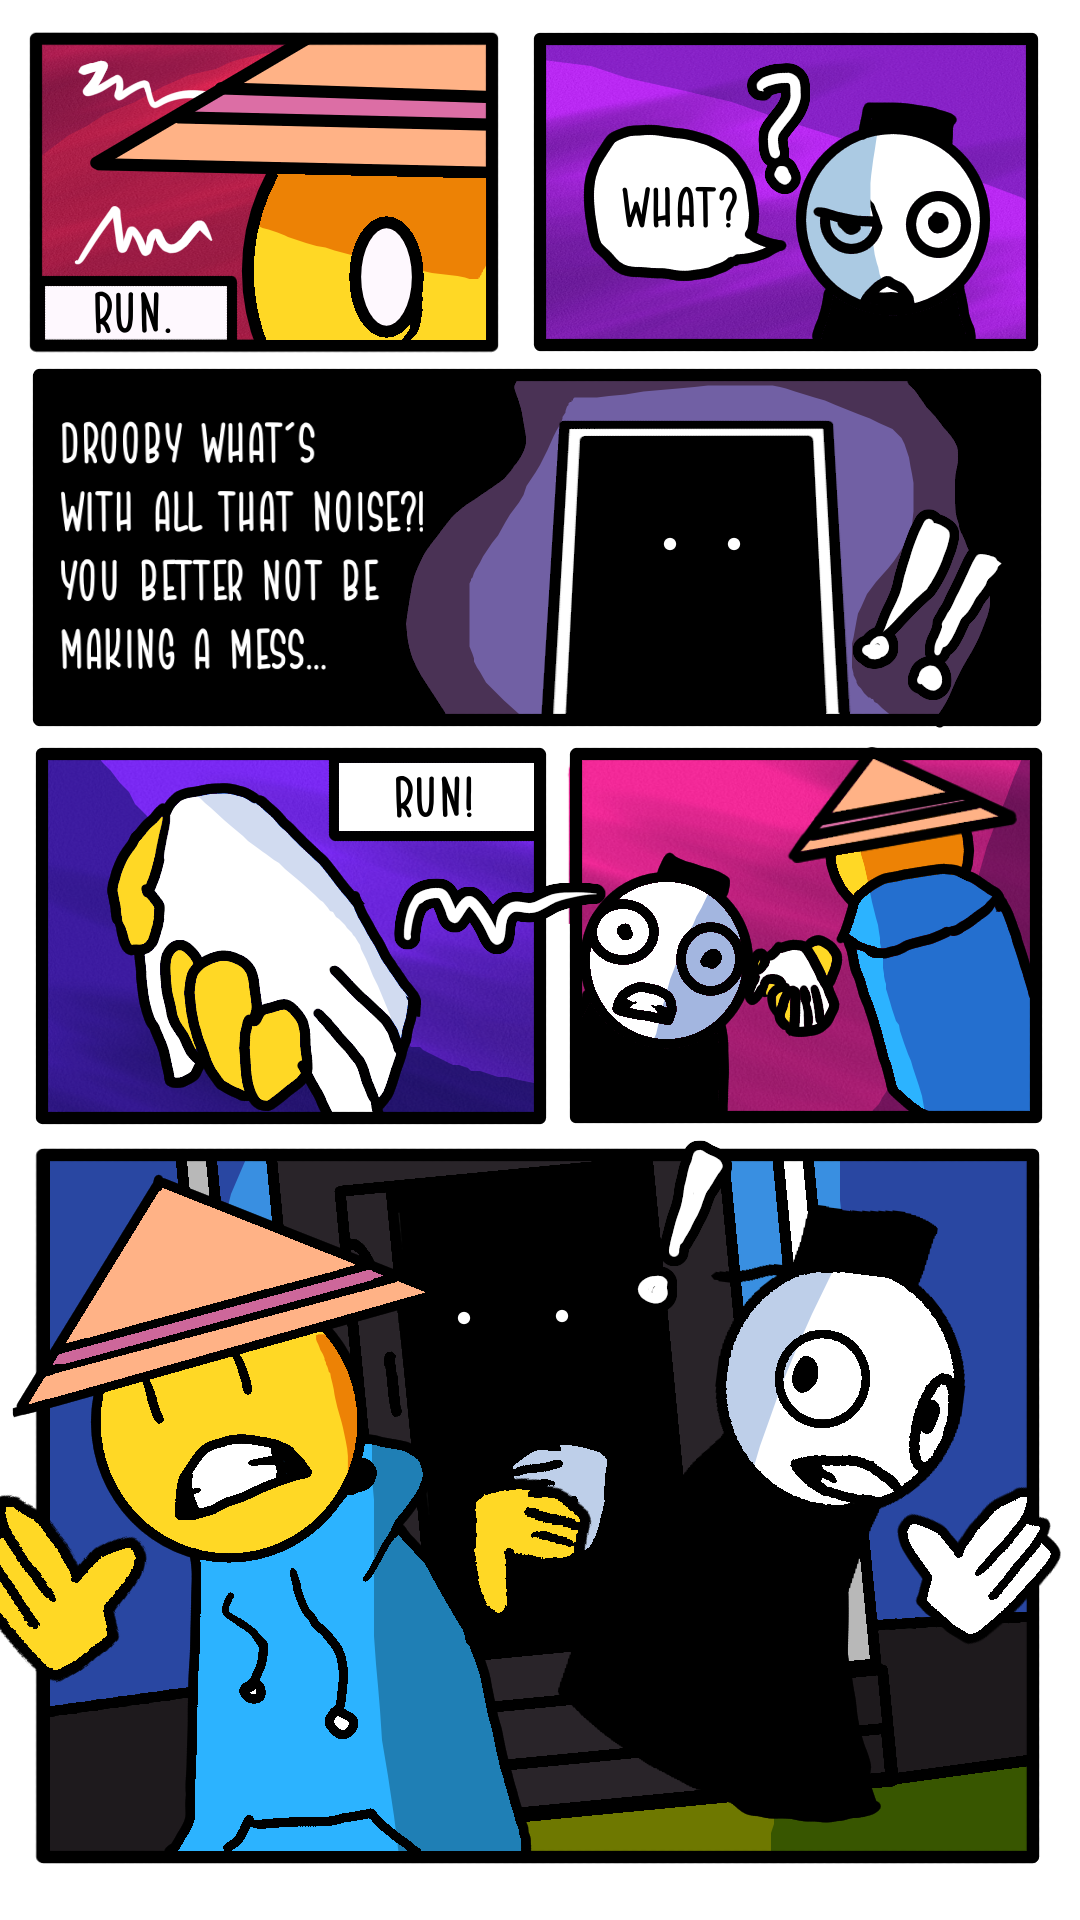 RUN.
?
WHAT?
DROOBY WHAT'S
WITH ALL THAT NOISE?!
YOU BETTER NOT BE
MAKING A MESS...
!!
RUN!
!